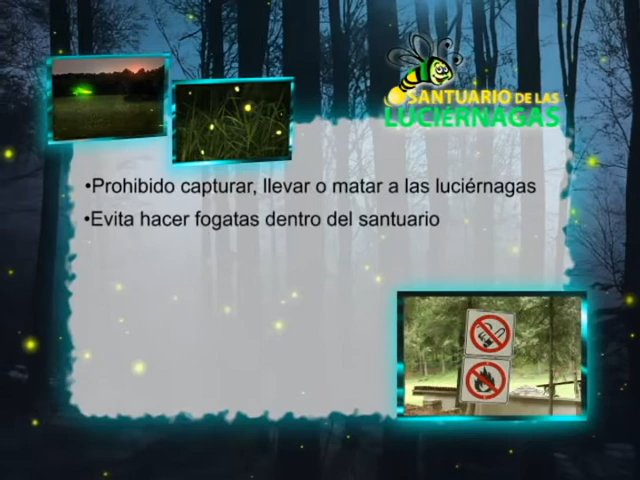 SANTUARIO DE LAS
LUCIÉRNAGAS
•Prohibido capturar, llevar o matar a las luciérnagas
•Evita hacer fogatas dentro del santuario